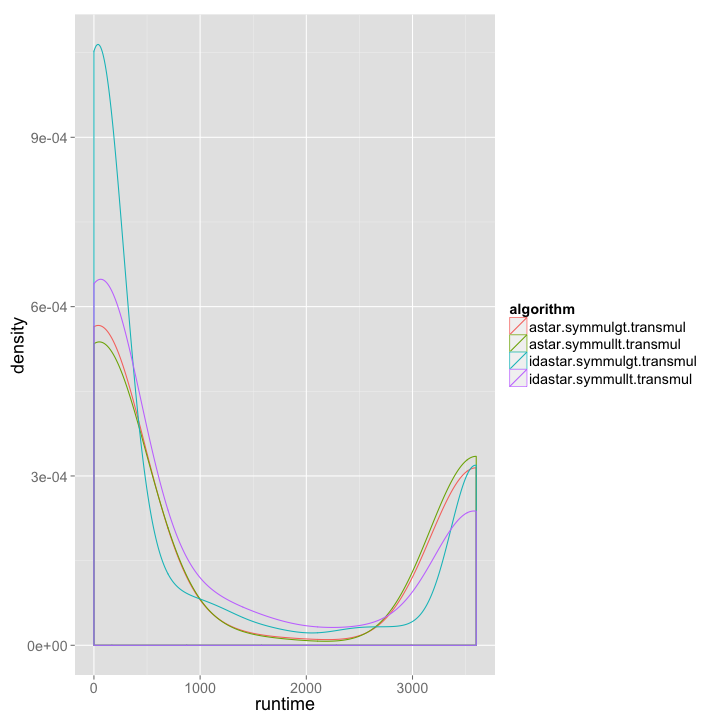 9e-04
6e-04
3e-04
0e+00
density
0
1000
2000
3000
runtime
algorithm
astar.symmulgt.transmul
astar.symmullt.transmul
idastar.symmulgt.transmul
idastar.symmullt.transmul